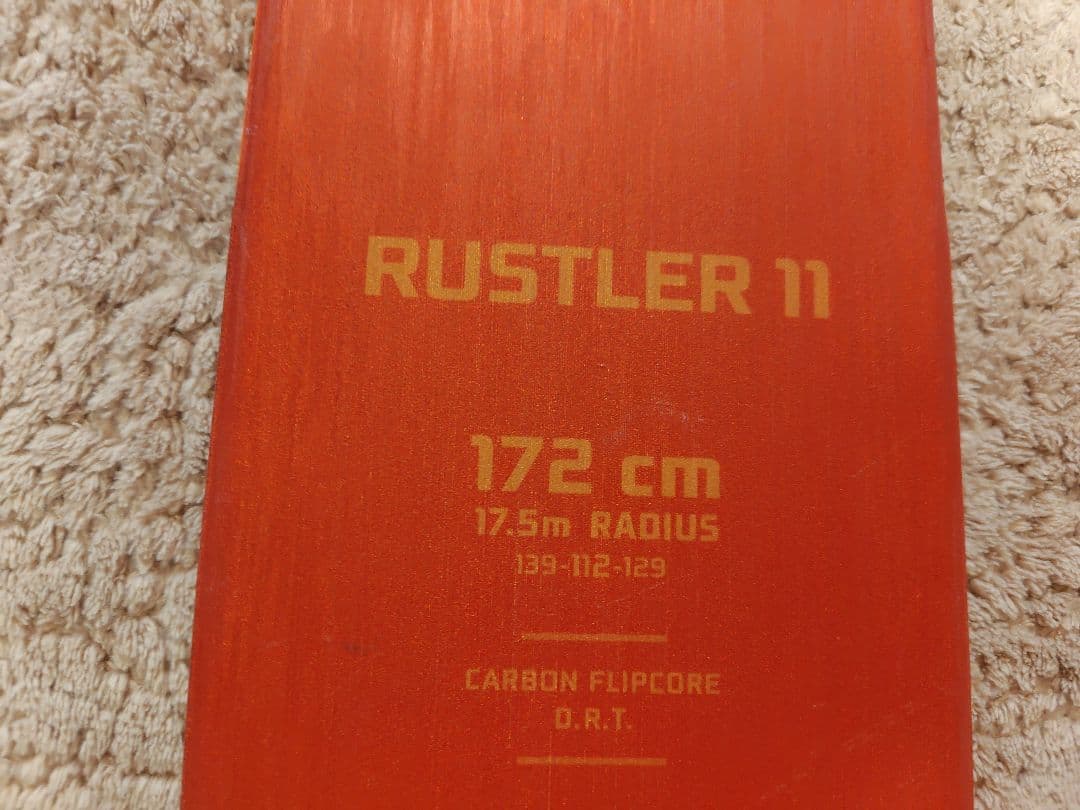 RUSTLER 11
172 cm
17.5m RADIUS
139-112-129
CARBON FLIPCORE
D.R.T.